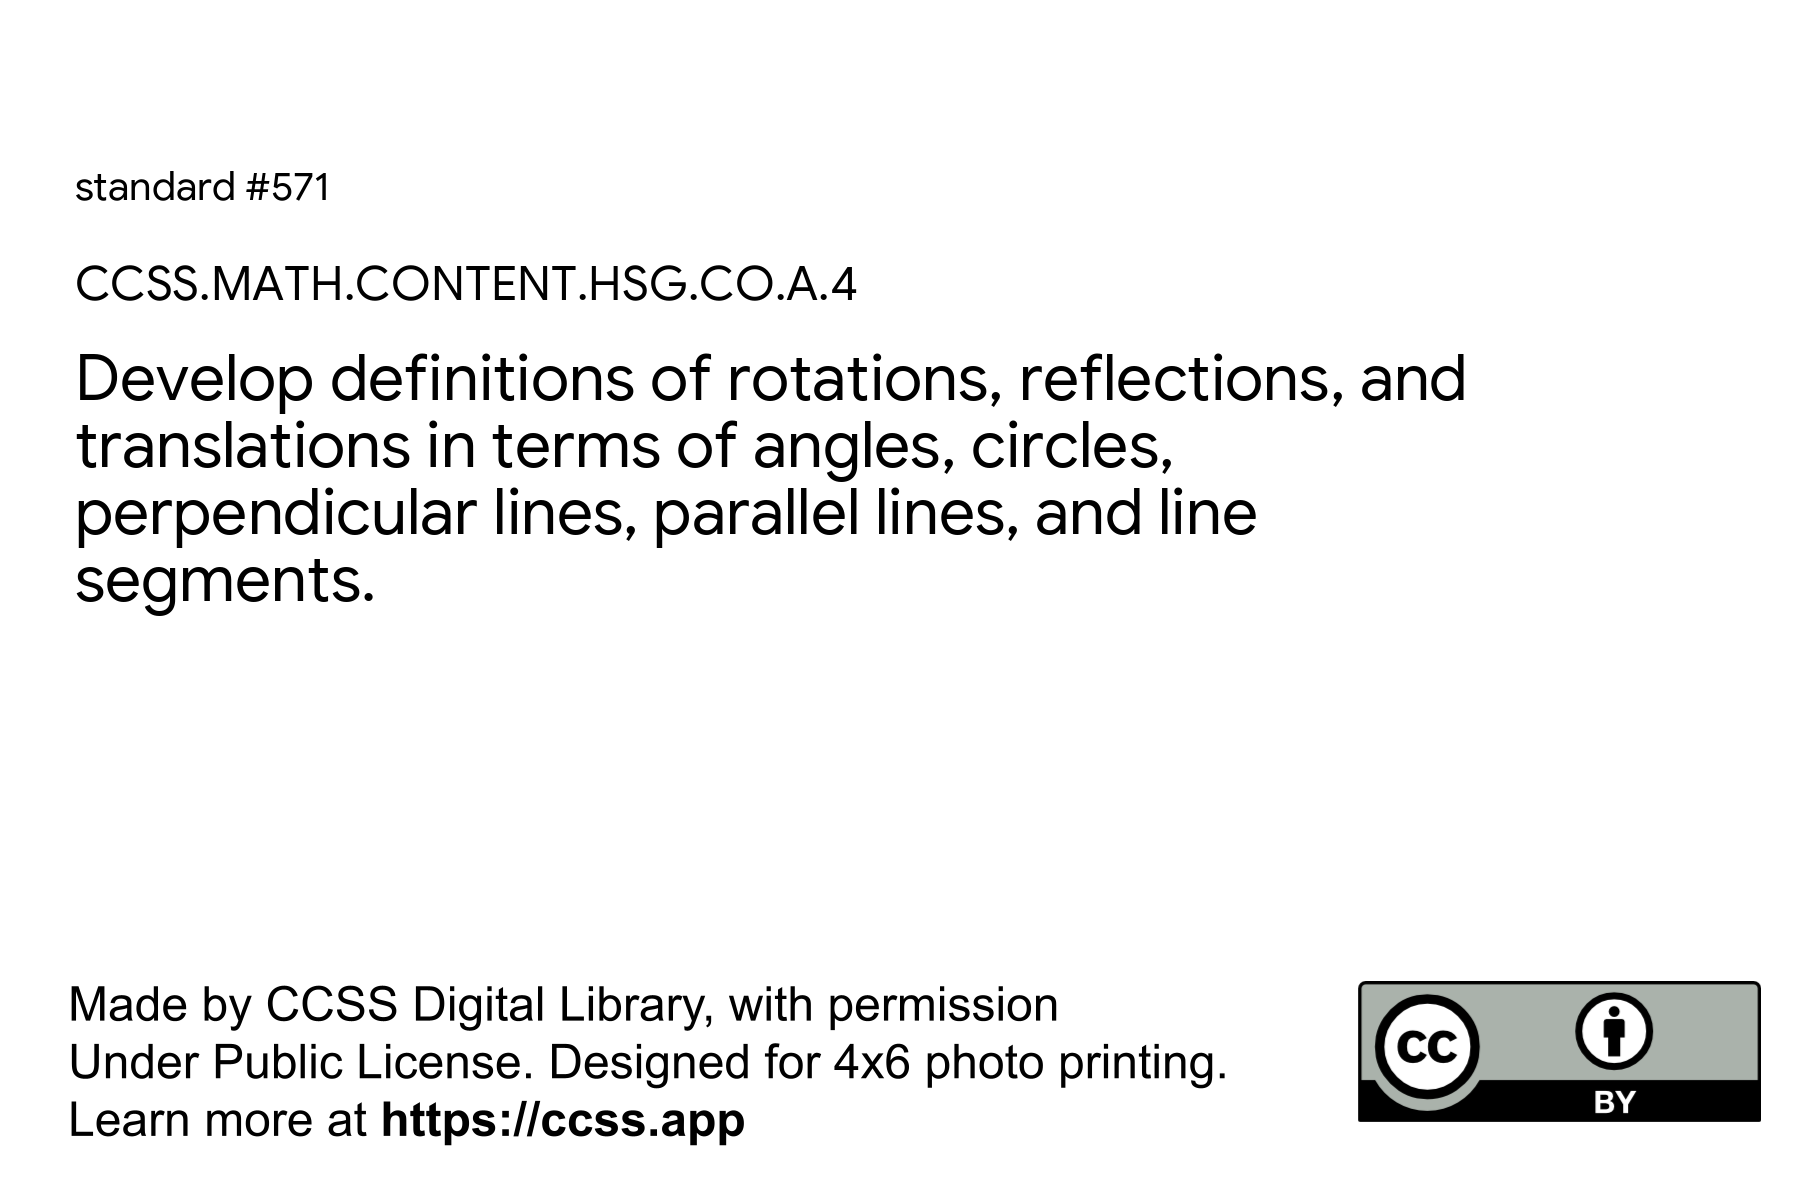 standard #571
CCSS.MATH.CONTENT.HSG.CO.A.4
Develop definitions of rotations, reflections, and
translations in terms of angles, circles,
perpendicular lines, parallel lines, and line
segments.
Made by CCSS Digital Library, with permission
Under Public License. Designed for 4x6 photo printing.
Learn more at https://ccss.app
CC
BY